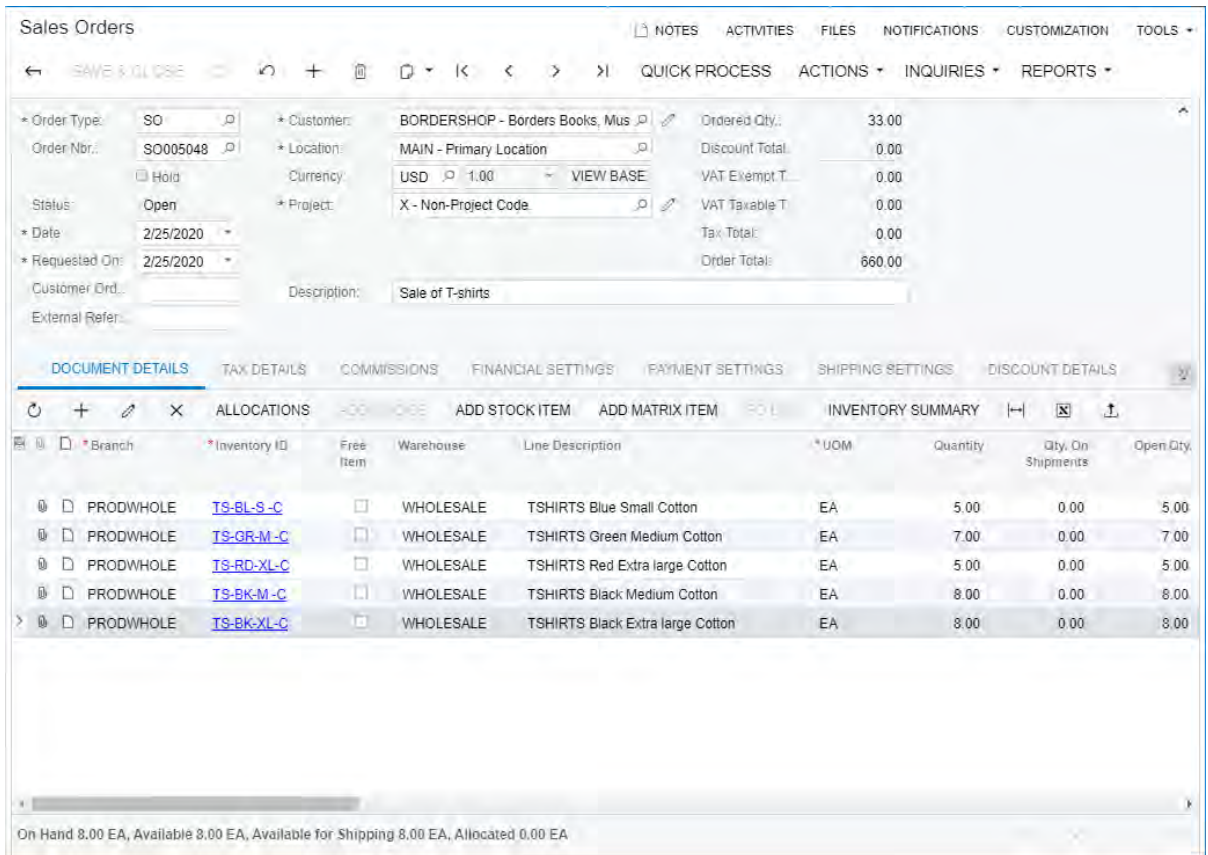 Sales Orders NOTES ACTIVITIES FILES NOTIFICATIONS CUSTOMIZATION TOOLS
SAVE & CLOSE QUICK PROCESS ACTIONS INQUIRIES REPORTS
* Order Type: SO * Customer: BORDERSHOP - Borders Books, Mus Ordered Qty.: 33.00
Order Nbr.: SO005048 * Location: MAIN - Primary Location Discount Total: 0.00
Hold Currency: USD 1.00 VIEW BASE VAT Exempt T... 0.00
Status: Open * Project: X - Non-Project Code. VAT Taxable T... 0.00
* Date: 2/25/2020 Tax Total: 0.00
* Requested On: 2/25/2020 Order Total: 660.00
Customer Ord... Description: Sale of T-shirts
External Refer...
DOCUMENT DETAILS TAX DETAILS COMMISSIONS FINANCIAL SETTINGS PAYMENT SETTINGS SHIPPING SETTINGS DISCOUNT DETAILS
ALLOCATIONS ADD STOCK ITEM ADD MATRIX ITEM INVENTORY SUMMARY
* Branch * Inventory ID Free Item Warehouse Line Description * UOM Quantity Qty. On Shipments Open Qty.
PRODWHOLE TS-BL-S -C WHOLESALE TSHIRTS Blue Small Cotton EA 5.00 0.00 5.00
PRODWHOLE TS-GR-M -C WHOLESALE TSHIRTS Green Medium Cotton EA 7.00 0.00 7.00
PRODWHOLE TS-RD-XL-C WHOLESALE TSHIRTS Red Extra large Cotton EA 5.00 0.00 5.00
PRODWHOLE TS-BK-M -C WHOLESALE TSHIRTS Black Medium Cotton EA 8.00 0.00 8.00
PRODWHOLE TS-BK-XL-C WHOLESALE TSHIRTS Black Extra large Cotton EA 8.00 0.00 8.00
On Hand 8.00 EA, Available 8.00 EA, Available for Shipping 8.00 EA, Allocated 0.00 EA